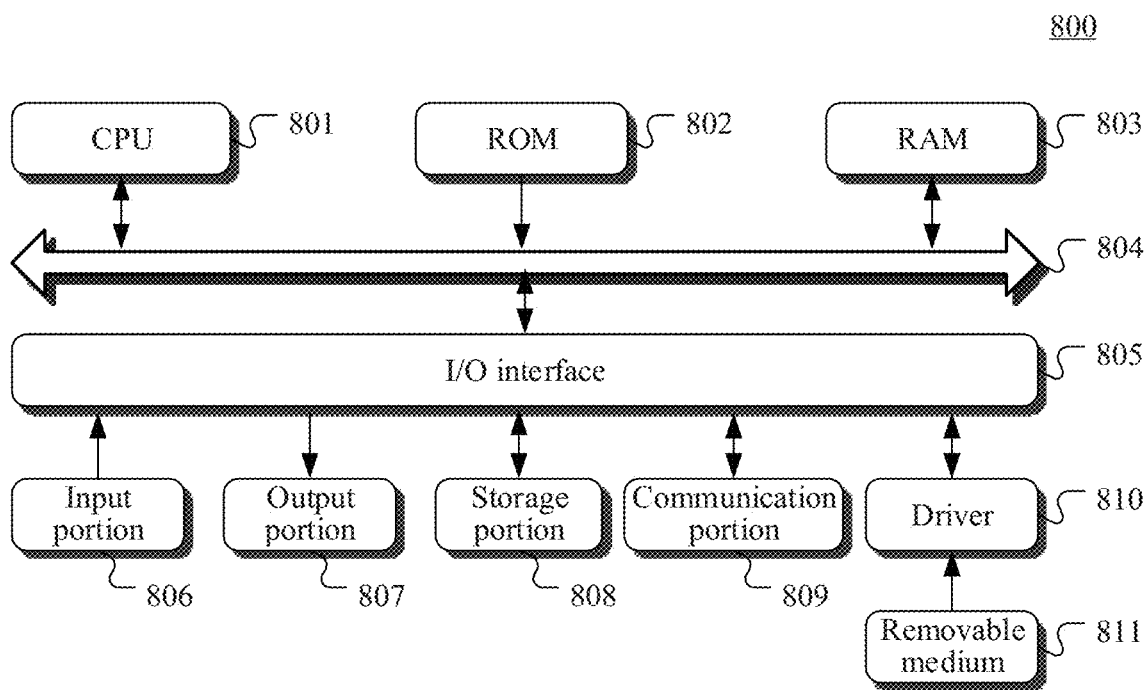 800
CPU
801
ROM
802
RAM
803
804
I/O interface
805
Input
portion
806
Output
portion
807
Storage
portion
808
Communication
portion
809
Driver
810
Removable
medium
811